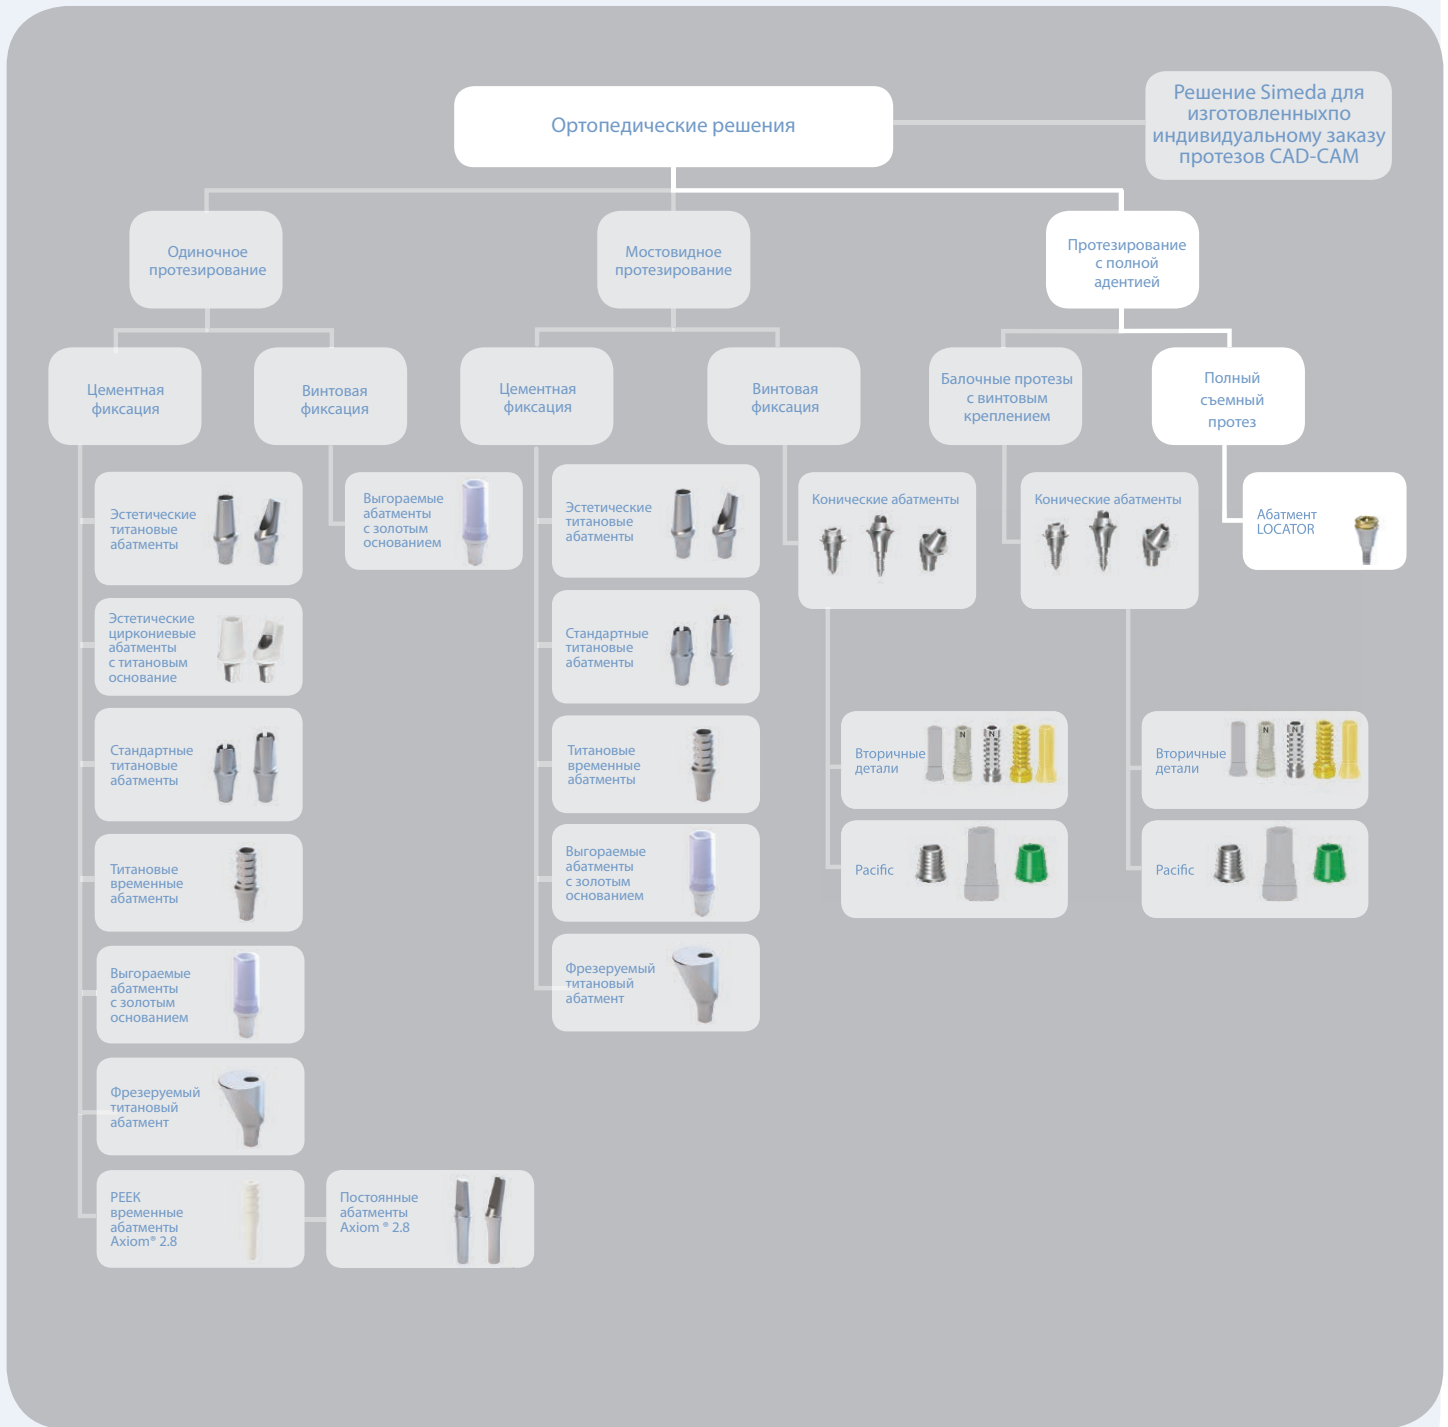 Ортопедические решения
Решение Simeda для
изготовленныхпо
индивидуальному заказу
протезов CAD-CAM
Одиночное
протезирование
Мостовидное
протезирование
Протезирование
с полной
адентией
Цементная
фиксация
Винтовая
фиксация
Цементная
фиксация
Винтовая
фиксация
Балочные протезы
с винтовым
креплением
Полный
съемный
протез
Эстетические
титановые
абатменты
Эстетические
циркониевые
абатменты
с титановым
основание
Стандартные
титановые
абатменты
Титановые
временные
абатменты
Выгораемые
абатменты
с золотым
основанием
Фрезеруемый
титановый
абатмент
PEEK
временные
абатменты
Axiom® 2.8
Постоянные
абатменты
Axiom ® 2.8
Выгораемые
абатменты
с золотым
основанием
Эстетические
титановые
абатменты
Стандартные
титановые
абатменты
Титановые
временные
абатменты
Выгораемые
абатменты
с золотым
основанием
Фрезеруемый
титановый
абатмент
Конические абатменты
Вторичные
детали
N
N
Pacific
Конические абатменты
Вторичные
детали
N
N
Pacific
Абатмент
LOCATOR